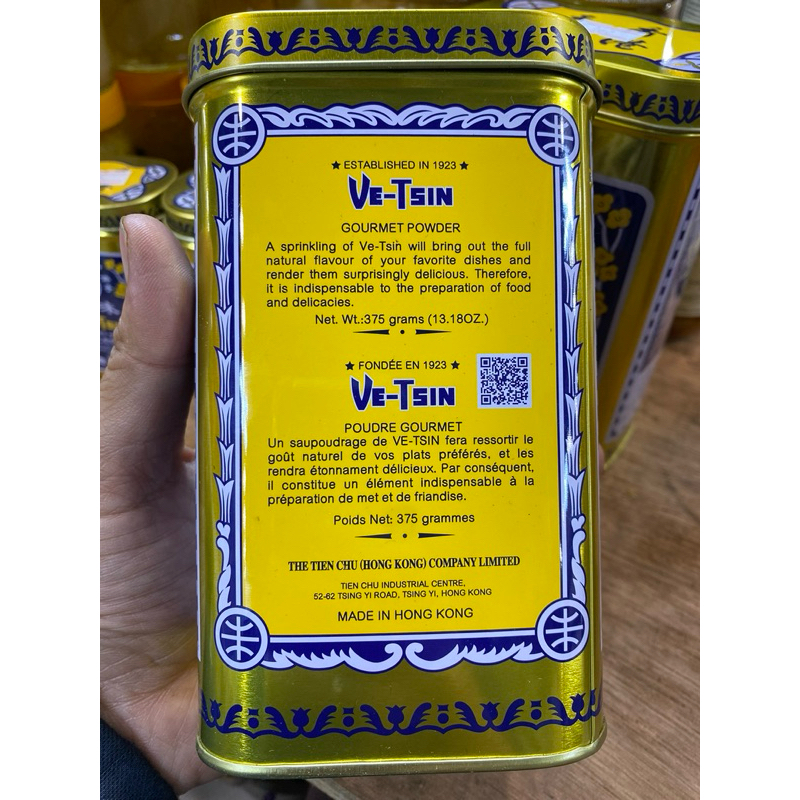 ★ ESTABLISHED IN 1923 ★
VE-TSIN
GOURMET POWDER
A sprinkling of Ve-Tsin will bring out the full
natural flavour of your favorite dishes and
render them surprisingly delicious. Therefore,
it is indispensable to the preparation of food
and delicacies.
Net. Wt.:375 grams (13.18OZ.)
★ FONDÉE EN 1923 ★
VE-TSIN
POUDRE GOURMET
Un saupoudrage de VE-TSIN fera ressortir le
goût naturel de vos plats préférés, et les
rendra étonnament délicieux. Par conséquent,
il constitue un élément indispensable à la
préparation de met et de friandise.
Poids Net: 375 grammes
THE TIEN CHU (HONG KONG) COMPANY LIMITED
TIEN CHU INDUSTRIAL CENTRE,
52-62 TSING YI ROAD, TSING YI, HONG KONG
MADE IN HONG KONG